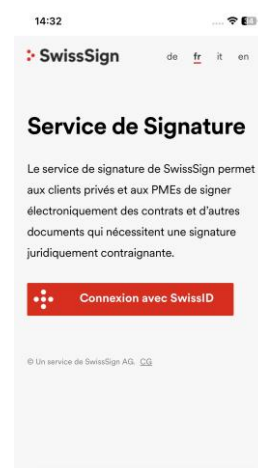 14:32
SwissSign de fr it en
Service de Signature
Le service de signature de SwissSign permet
aux clients privés et aux PMEs de signer
électroniquement des contrats et d'autres
documents qui nécessitent une signature
juridiquement contraignante.
Connexion avec SwissID
© Un service de SwissSign AG. CG